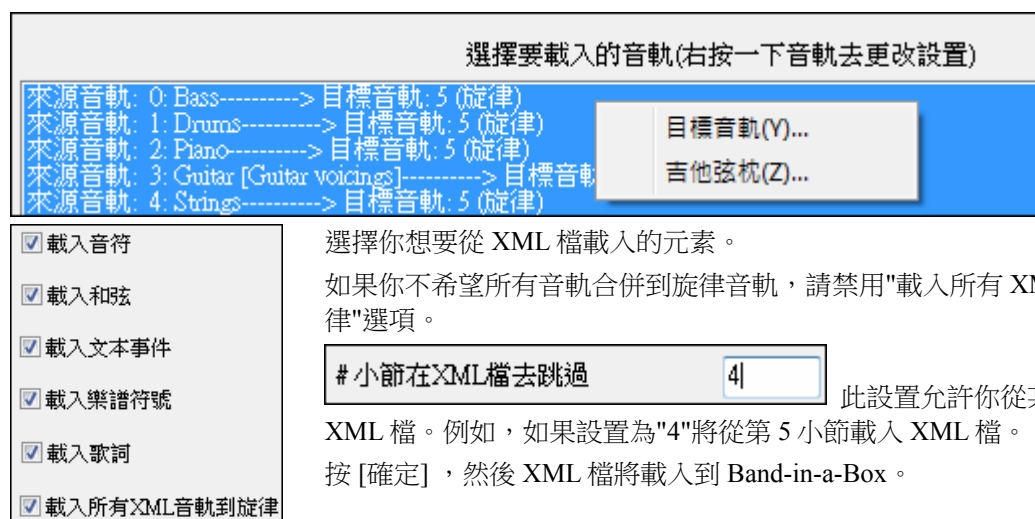 選擇要載入的音軌(右按一下音軌去更改設置)
來源音軌: 0: Bass----------> 目標音軌: 5 (旋律)
來源音軌: 1: Drums----------> 目標音軌: 5 (旋律)
來源音軌: 2: Piano----------> 目標音軌: 5 (旋律)
來源音軌: 3: Guitar [Guitar voicings]----------> 目標音軌
來源音軌: 4: Strings----------> 目標音軌: 5 (旋律)
目標音軌(Y)...
吉他弦枕(Z)...
載入音符
載入和弦
載入文本事件
載入樂譜符號
載入歌詞
載入所有XML音軌到旋律
選擇你想要從 XML 檔載入的元素。
如果你不希望所有音軌合併到旋律音軌,請禁用"載入所有
律"選項。
# 小節在XML檔去跳過 4
此設置允許你從
XML 檔。例如,如果設置為"4"將從第 5 小節載入 XML 檔。
按 [確定] ,然後 XML 檔將載入到 Band-in-a-Box。